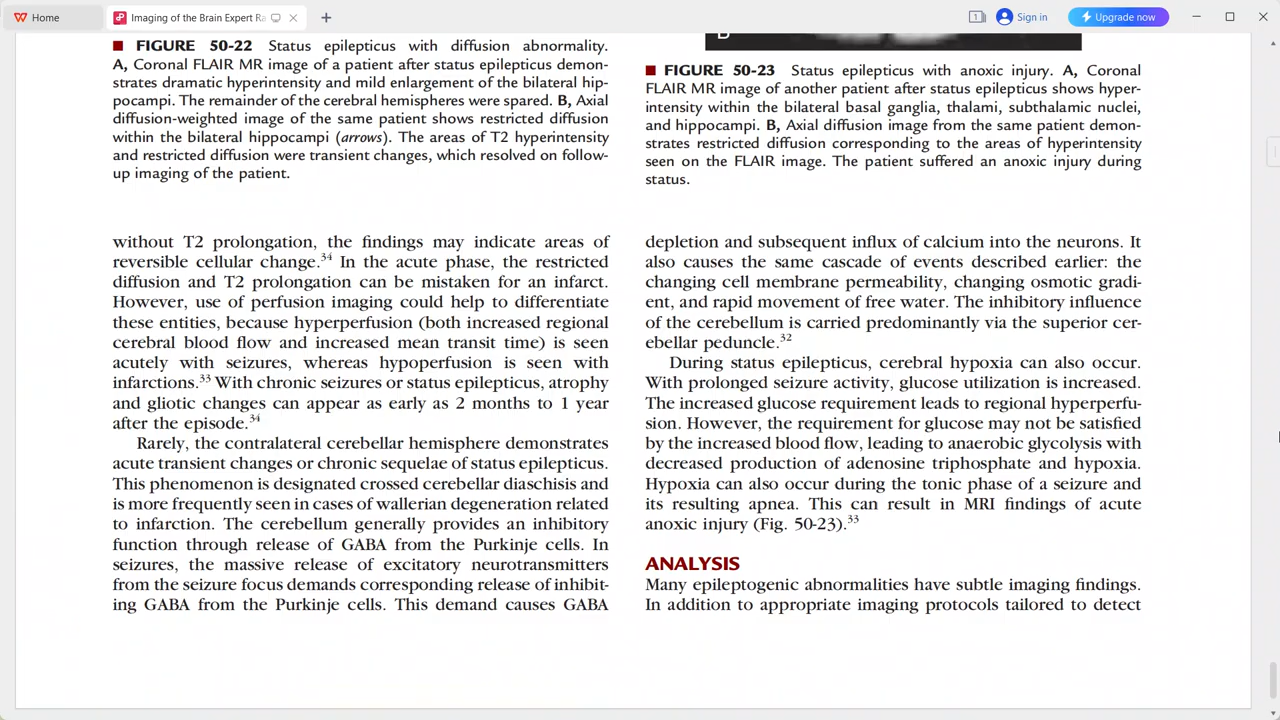 Home
Imaging of the Brain Expert Ra
Sign in
Upgrade now
■ FIGURE 50-22 Status epilepticus with diffusion abnormality.
A, Coronal FLAIR MR image of a patient after status epilepticus demon-
strates dramatic hyperintensity and mild enlargement of the bilateral hip-
pocampi. The remainder of the cerebral hemispheres were spared. B, Axial
diffusion-weighted image of the same patient shows restricted diffusion
within the bilateral hippocampi (arrows). The areas of T2 hyperintensity
and restricted diffusion were transient changes, which resolved on follow-
up imaging of the patient.
without T2 prolongation, the findings may indicate areas of
reversible cellular change.34 In the acute phase, the restricted
diffusion and T2 prolongation can be mistaken for an infarct.
However, use of perfusion imaging could help to differentiate
these entities, because hyperperfusion (both increased regional
cerebral blood flow and increased mean transit time) is seen
acutely with seizures, whereas hypoperfusion is seen with
infarctions.33 With chronic seizures or status epilepticus, atrophy
and gliotic changes can appear as early as 2 months to 1 year
after the episode.34
Rarely, the contralateral cerebellar hemisphere demonstrates
acute transient changes or chronic sequelae of status epilepticus.
This phenomenon is designated crossed cerebellar diaschisis and
is more frequently seen in cases of wallerian degeneration related
to infarction. The cerebellum generally provides an inhibitory
function through release of GABA from the Purkinje cells. In
seizures, the massive release of excitatory neurotransmitters
from the seizure focus demands corresponding release of inhibit-
ing GABA from the Purkinje cells. This demand causes GABA
■ FIGURE 50-23 Status epilepticus with anoxic injury. A, Coronal
FLAIR MR image of another patient after status epilepticus shows hyper-
intensity within the bilateral basal ganglia, thalami, subthalamic nuclei,
and hippocampi. B, Axial diffusion image from the same patient demon-
strates restricted diffusion corresponding to the areas of hyperintensity
seen on the FLAIR image. The patient suffered an anoxic injury during
status.
depletion and subsequent influx of calcium into the neurons. It
also causes the same cascade of events described earlier: the
changing cell membrane permeability, changing osmotic gradi-
ent, and rapid movement of free water. The inhibitory influence
of the cerebellum is carried predominantly via the superior cer-
ebellar peduncle.32
During status epilepticus, cerebral hypoxia can also occur.
With prolonged seizure activity, glucose utilization is increased.
The increased glucose requirement leads to regional hyperperfu-
sion. However, the requirement for glucose may not be satisfied
by the increased blood flow, leading to anaerobic glycolysis with
decreased production of adenosine triphosphate and hypoxia.
Hypoxia can also occur during the tonic phase of a seizure and
its resulting apnea. This can result in MRI findings of acute
anoxic injury (Fig. 50-23).33
ANALYSIS
Many epileptogenic abnormalities have subtle imaging findings.
In addition to appropriate imaging protocols tailored to detect